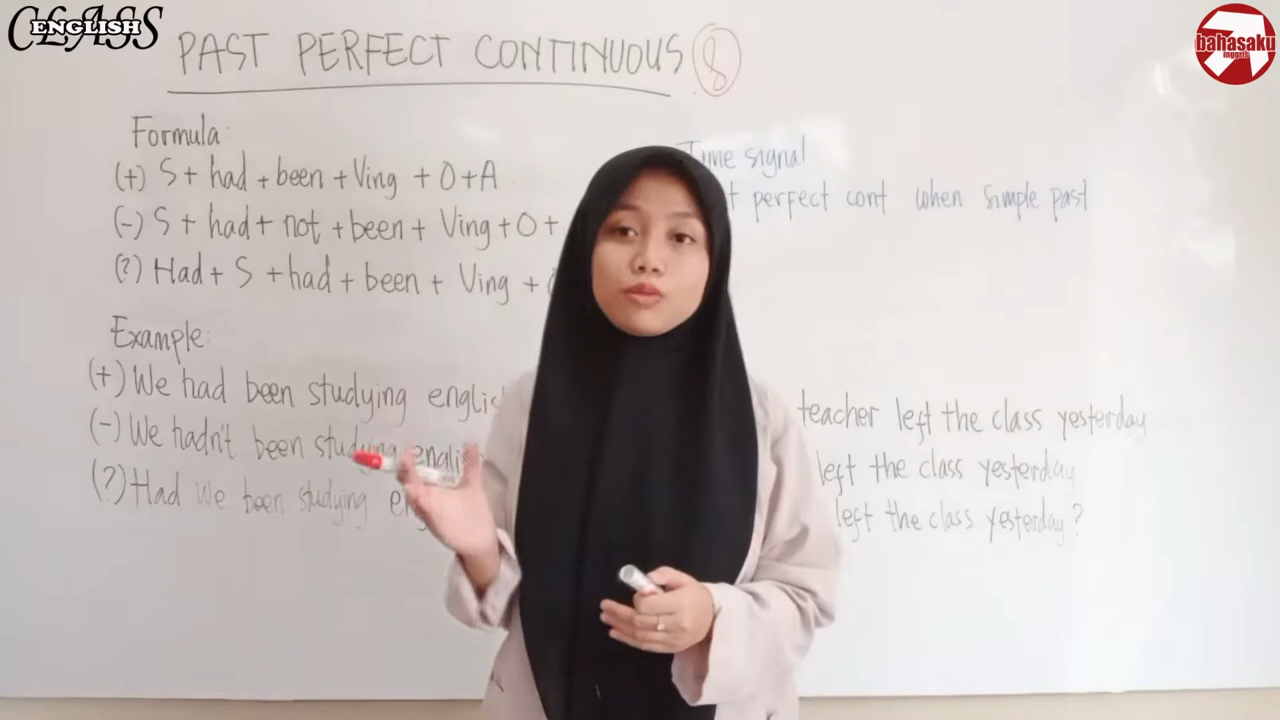 CLASS
ENGLISH
bahasaku
inggris
PAST PERFECT CONTINUOUS 8
Formula:
(+) S + had + been + Ving + O + A
(-) S + had + not + been + Ving + O +
(?) Had + S + had + been + Ving +
Time signal
perfect cont when simple past
Example:
(+) We had been studying teacher left the class yesterday
(-) We hadn't been studying left the class yesterday
(?) Had we been studying left the class yesterday?